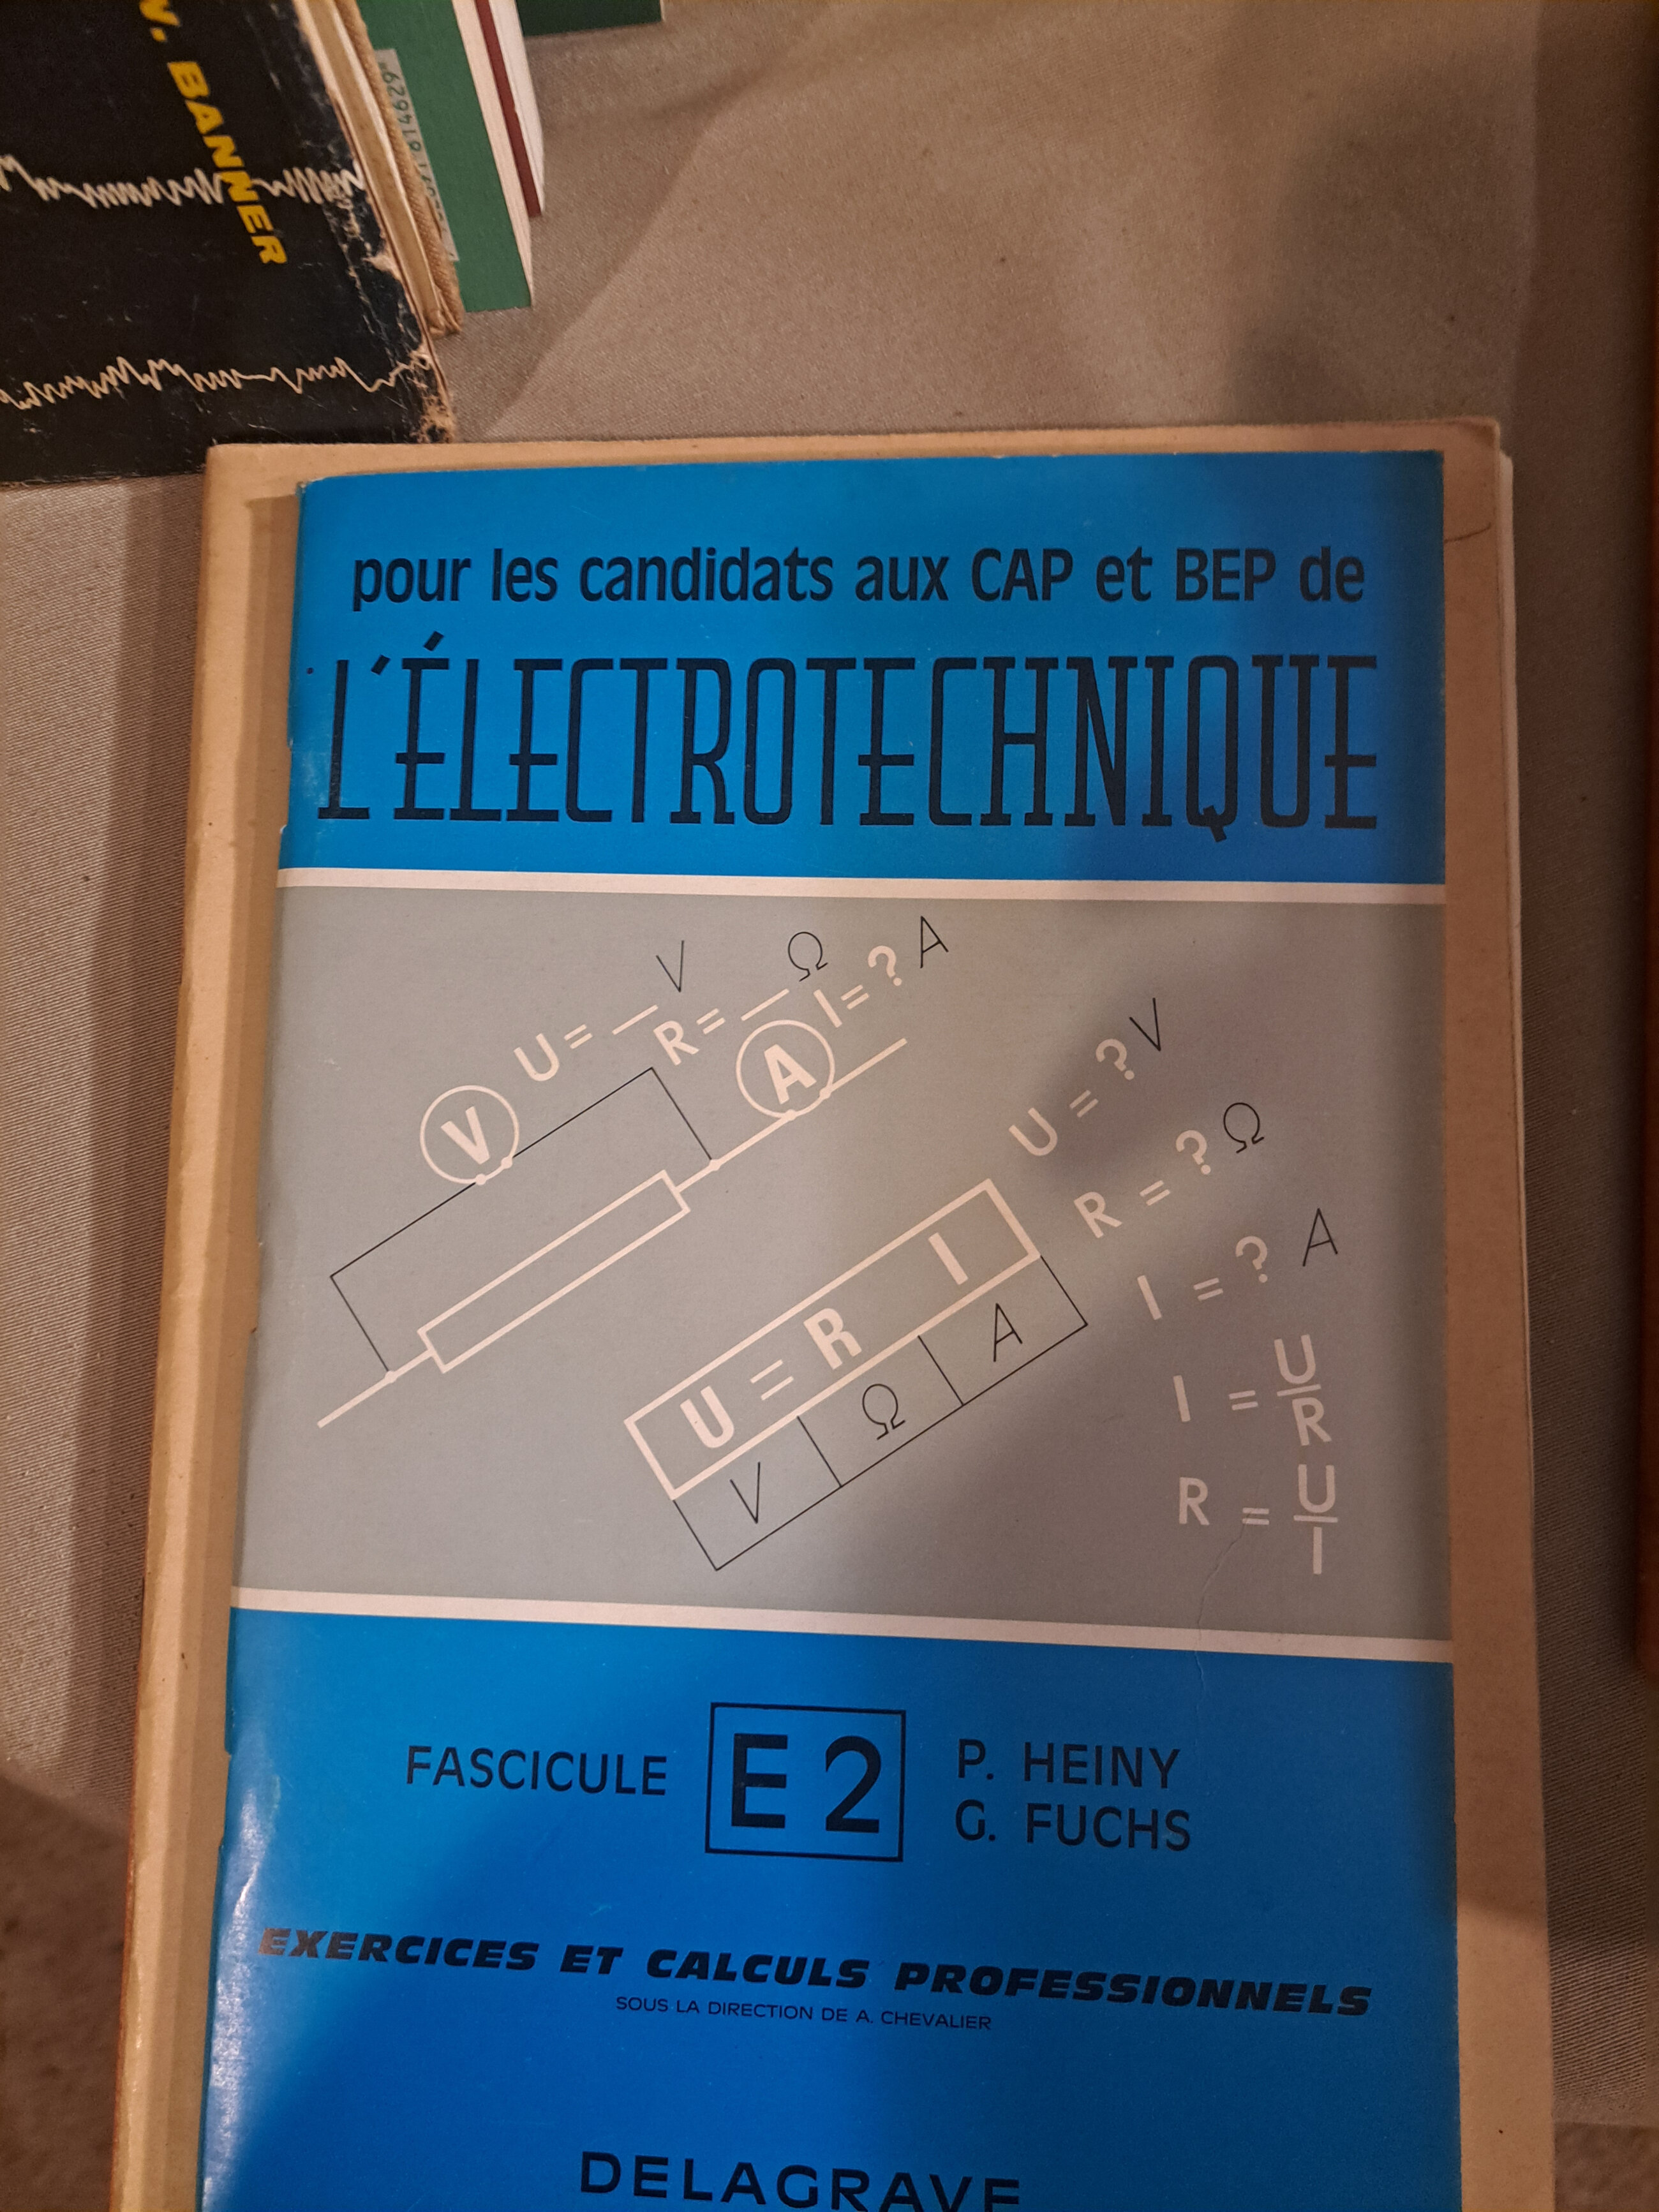 V. BANNER
614629
pour les candidats aux CAP et BEP de
L'ÉLECTROTECHNIQUE
U = — V
R = — Ω
I = ? A
V
A
U = ? V
R = ? Ω
I = ? A
U = R I
V Ω A
I = U/R
R = U/I
FASCICULE E 2
P. HEINY
G. FUCHS
EXERCICES ET CALCULS PROFESSIONNELS
SOUS LA DIRECTION DE A. CHEVALIER
DELAGRAVE